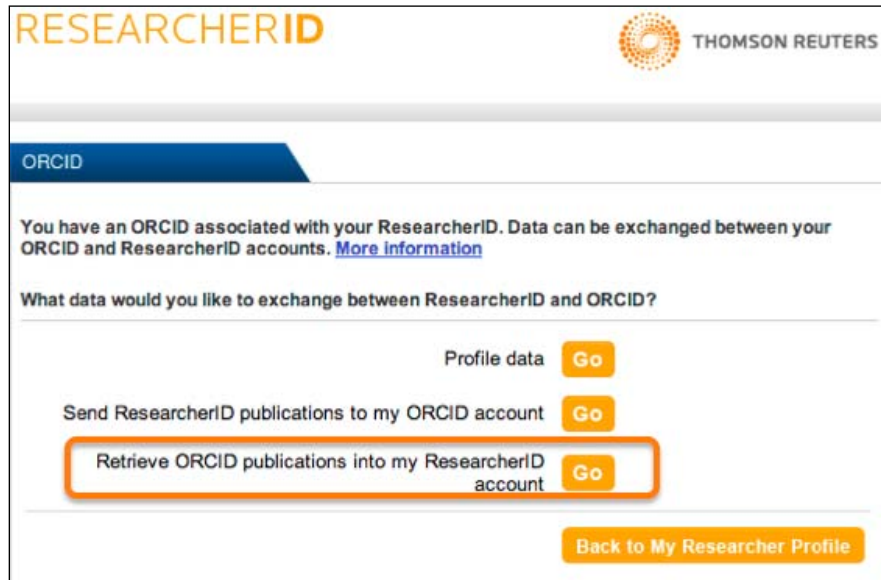 RESEARCHERID
THOMSON REUTERS
ORCID
You have an ORCID associated with your ResearcherID. Data can be exchanged between your
ORCID and ResearcherID accounts. More information
What data would you like to exchange between ResearcherID and ORCID?
Profile data Go
Send ResearcherID publications to my ORCID account Go
Retrieve ORCID publications into my ResearcherID
account Go
Back to My Researcher Profile